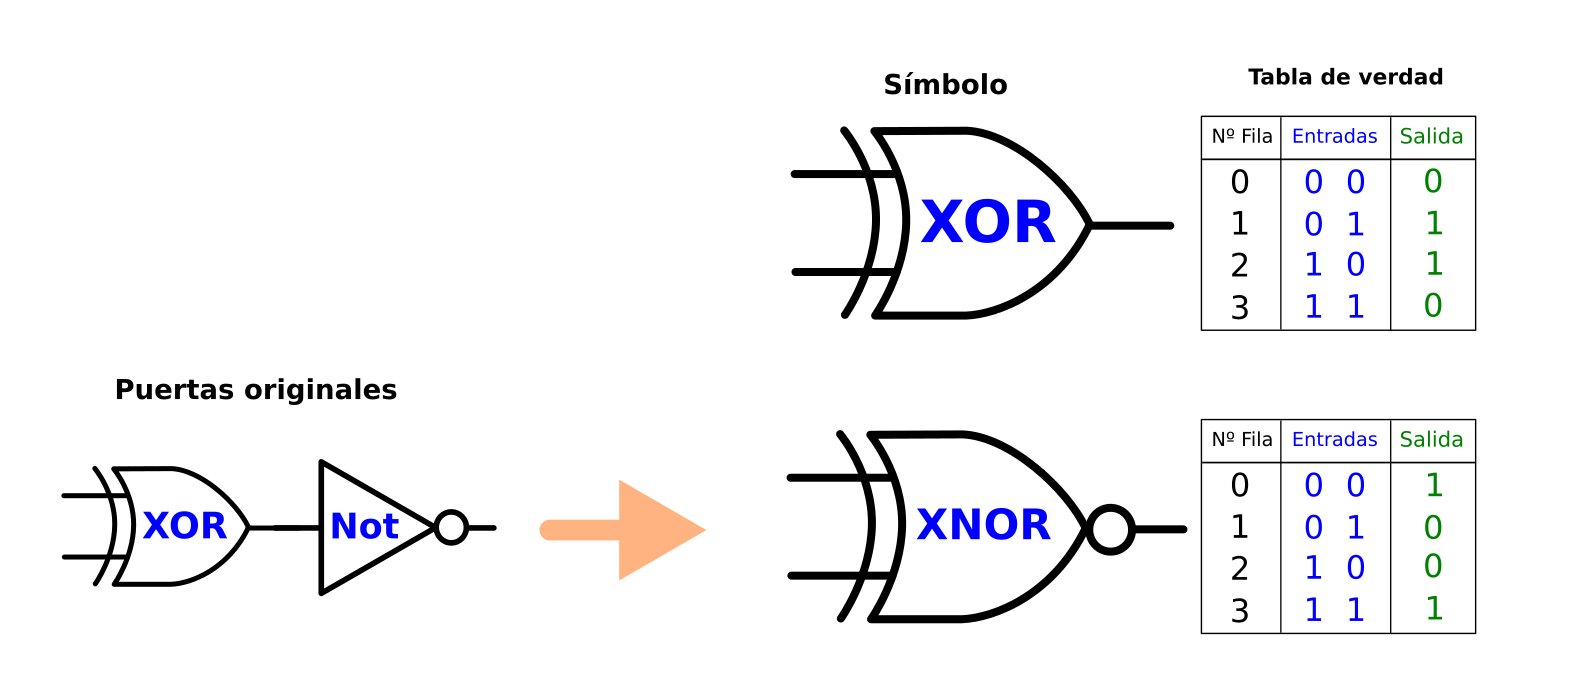 Símbolo
Tabla de verdad
XOR
Nº Fila Entradas Salida
0 0 0 0
1 0 1 1
2 1 0 1
3 1 1 0
Puertas originales
XOR
Not
XNOR
Nº Fila Entradas Salida
0 0 0 1
1 0 1 0
2 1 0 0
3 1 1 1